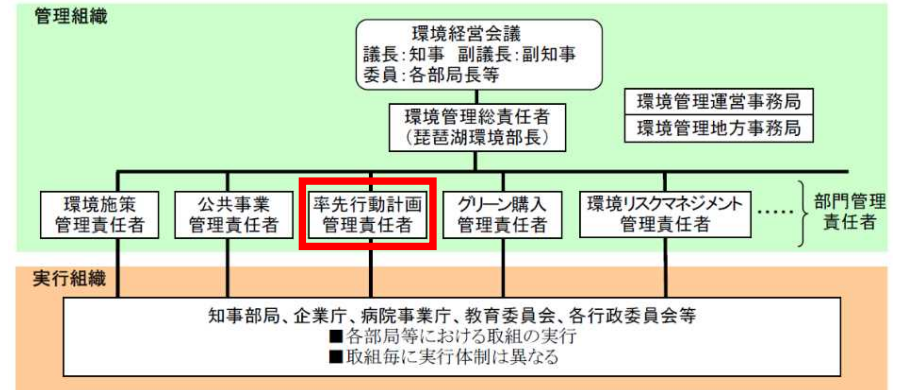 管理組織
環境経営会議
議長:知事 副議長:副知事
委員:各部局長等
環境管理総責任者
(琵琶湖環境部長)
環境管理運営事務局
環境管理地方事務局
環境施策
管理責任者
公共事業
管理責任者
率先行動計画
管理責任者
グリーン購入
管理責任者
環境リスクマネジメント
管理責任者
‥‥‥
部門管理
責任者
実行組織
知事部局、企業庁、病院事業庁、教育委員会、各行政委員会等
■各部局等における取組の実行
■取組毎に実行体制は異なる